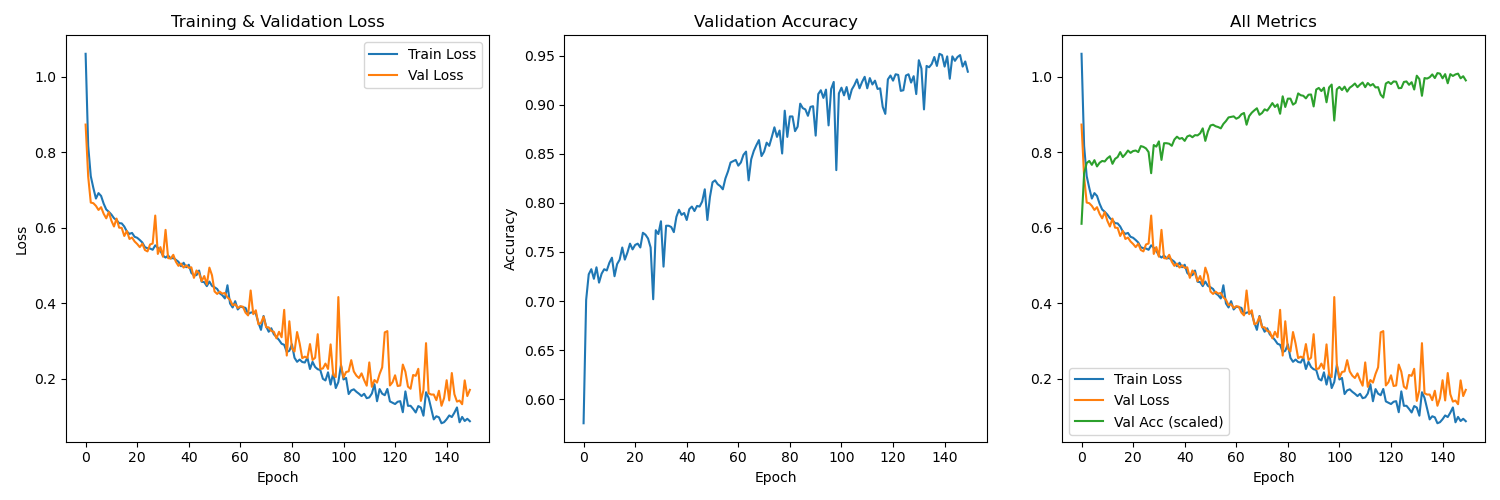 Training & Validation Loss
Train Loss
Val Loss
1.0
0.8
0.6
0.4
0.2
Loss
0 20 40 60 80 100 120 140
Epoch
Validation Accuracy
0.95
0.90
0.85
0.80
0.75
0.70
0.65
0.60
Accuracy
0 20 40 60 80 100 120 140
Epoch
All Metrics
1.0
0.8
0.6
0.4
0.2
Train Loss
Val Loss
Val Acc (scaled)
0 20 40 60 80 100 120 140
Epoch